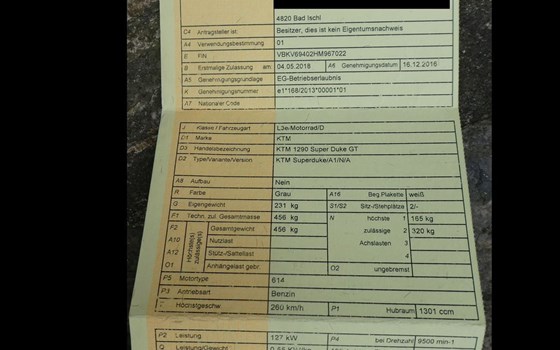 4820 Bad Ischl
C4 Antragsteller ist Besitzer, dies ist kein Eigentumsnachweis
A4 Verwendungsbestimmung 01
E FIN VBKV69402HM967022
B Erstmalige Zulassung am 04.05.2018 A6 Genehmigungsdatum 16.12.2016
A5 Genehmigungsgrundlage EG-Betriebserlaubnis
K Genehmigungsnummer e1*168/2013*00001*01
A7 Nationaler Code
J Klasse / Fahrzeugart L3e-Motorrad/D
D1 Marke KTM
D3 Handelsbezeichnung KTM 1290 Super Duke GT
D2 Type/Variante/Version KTM Superduke/A1/N/A
A8 Aufbau Nein
R Farbe Grau A16 Beg.Plakette weiß
G Eigengewicht 231 kg S1/S2 Sitz-/Stehplätze 2/-
F1 Techn. zul. Gesamtmasse 456 kg N höchste 1 165 kg
F2 Höchste(s) zulässige(s) Gesamtgewicht 456 kg zulässige 2 320 kg
A10 Nutzlast Achslasten 3
A12 Stütz-/Sattellast 4
O1 Anhängelast gebr. O2 ungebremst
P5 Motortype 614
P3 Antriebsart Benzin
T Höchstgeschw. 260 km/h P1 Hubraum 1301 ccm
P2 Leistung 127 kW P4 bei Drehzahl 9500 min-1
Q Leistung/Gewicht